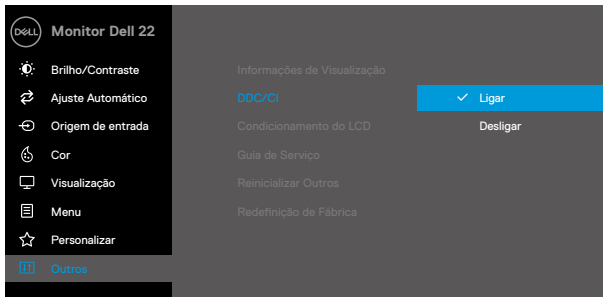 DELL Monitor Dell 22
Brilho/Contraste
Ajuste Automático
Origem de entrada
Cor
Visualização
Menu
Personalizar
Outros
Informações de Visualização
DDC/CI
Condicionamento do LCD
Guia de Serviço
Reinicializar Outros
Redefinição de Fábrica
Ligar
Desligar